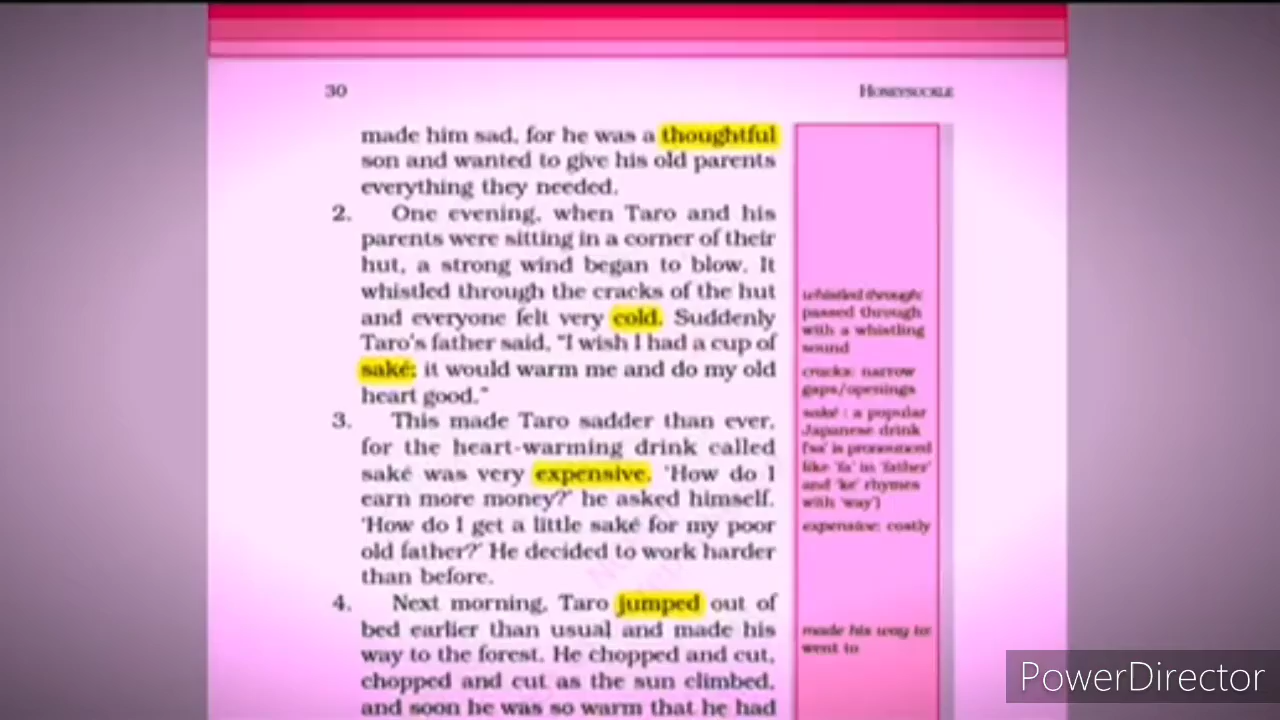 30
HONEYSUCKLE
made him sad, for he was a thoughtful
son and wanted to give his old parents
everything they needed.
2. One evening, when Taro and his
parents were sitting in a corner of their
hut, a strong wind began to blow. It
whistled through the cracks of the hut
and everyone felt very cold. Suddenly
Taro's father said, "I wish I had a cup of
saké; it would warm me and do my old
heart good."
3. This made Taro sadder than ever,
for the heart-warming drink called
saké was very expensive. 'How do I
earn more money?' he asked himself.
'How do I get a little saké for my poor
old father?' He decided to work harder
than before.
4. Next morning, Taro jumped out of
bed earlier than usual and made his
way to the forest. He chopped and cut,
chopped and cut as the sun climbed,
and soon he was so warm that he had
whistled through:
passed through
with a whistling
sound
cracks: narrow
gaps/openings
saké : a popular
Japanese drink
('sa' is pronounced
like 'fa' in 'father'
and 'ke' rhymes
with 'way')
expensive: costly
made his way to:
went to
PowerDirector